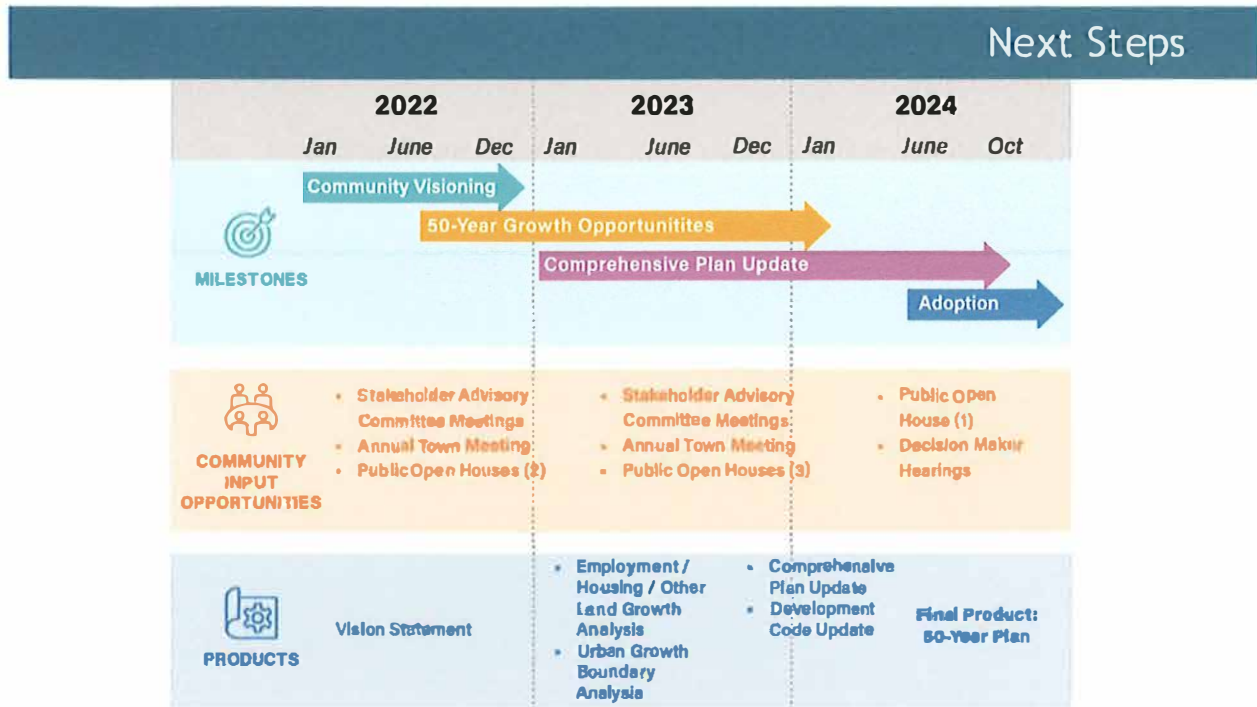 Next Steps
2022 2023 2024
Jan June Dec Jan June Dec Jan June Oct
Community Visioning
50-Year Growth Opportunitites
Comprehensive Plan Update
Adoption
MILESTONES
COMMUNITY
INPUT
OPPORTUNITIES
• Stakeholder Advisory
Committee Meetings
• Annual Town Meeting
• Public Open Houses (2)
• Stakeholder Advisory
Committee Meetings
• Annual Town Meeting
• Public Open Houses (3)
• Public Open
House (1)
• Decision Maker
Hearings
PRODUCTS
Vision Statement
• Employment /
Housing / Other
Land Growth
Analysis
• Urban Growth
Boundary
Analysis
• Comprehensive
Plan Update
• Development
Code Update
Final Product:
50-Year Plan